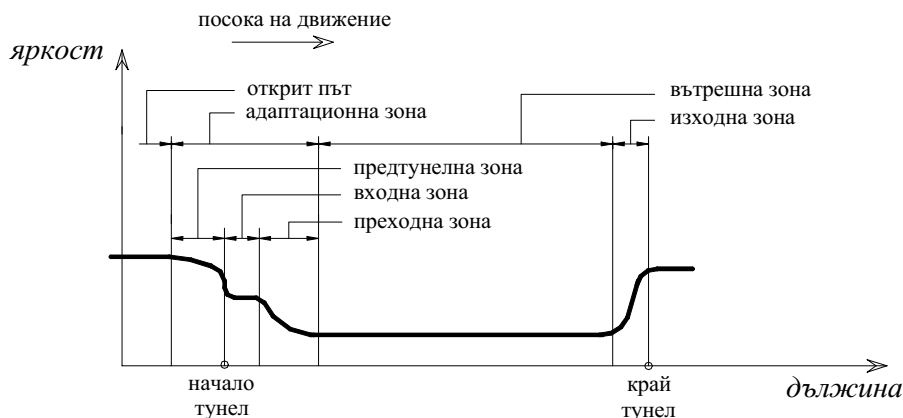 посока на движение
яркост
открит път
адаптационна зона
вътрешна зона
изходна зона
предтунелна зона
входна зона
преходна зона
начало
тунел
край
тунел
дължина